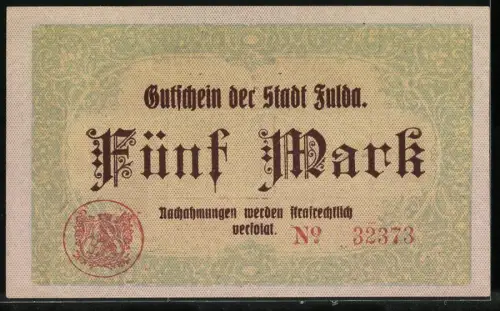 Gutschein der Stadt Fulda.
Fünf Mark
Nachahmungen werden strafrechtlich
verfolgt.
No 32373